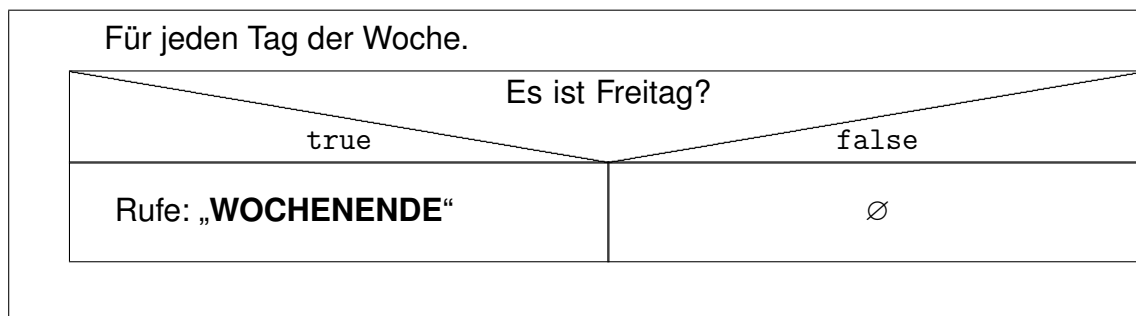 Für jeden Tag der Woche.
Es ist Freitag?
true false
Rufe: „WOCHENENDE“ ∅